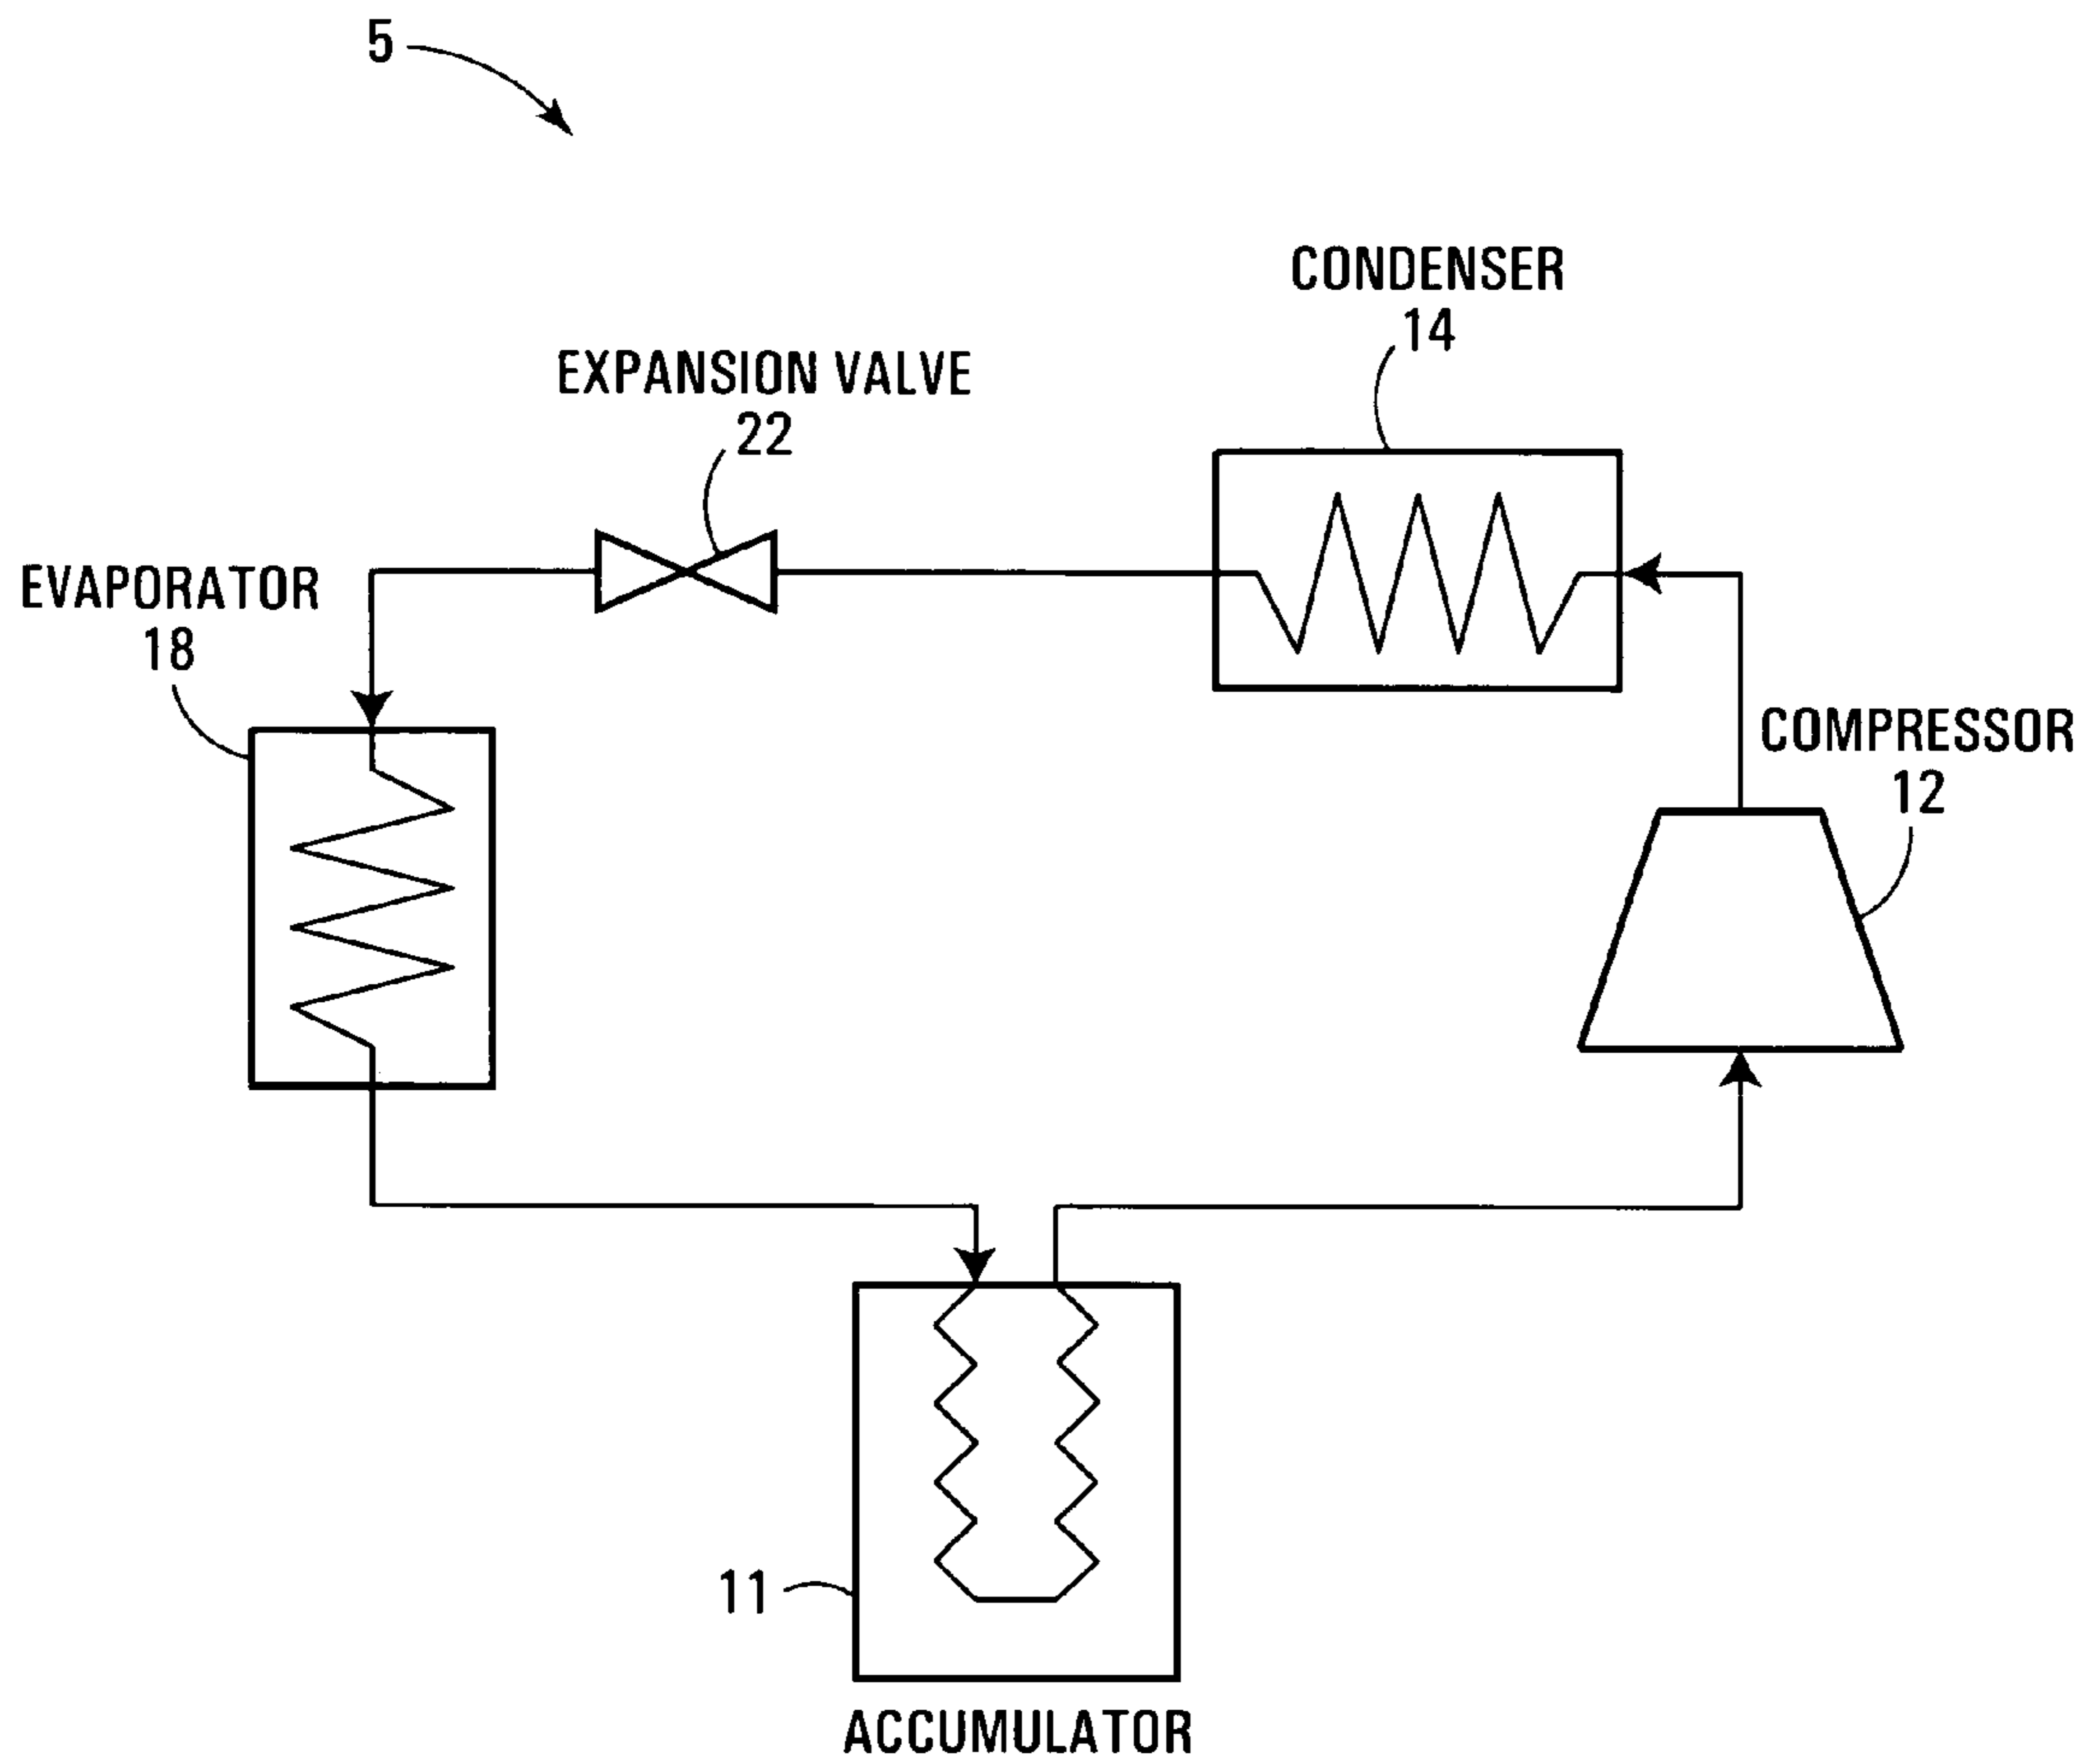 5
CONDENSER
14
EXPANSION VALVE
22
EVAPORATOR
18
COMPRESSOR
12
11
ACCUMULATOR